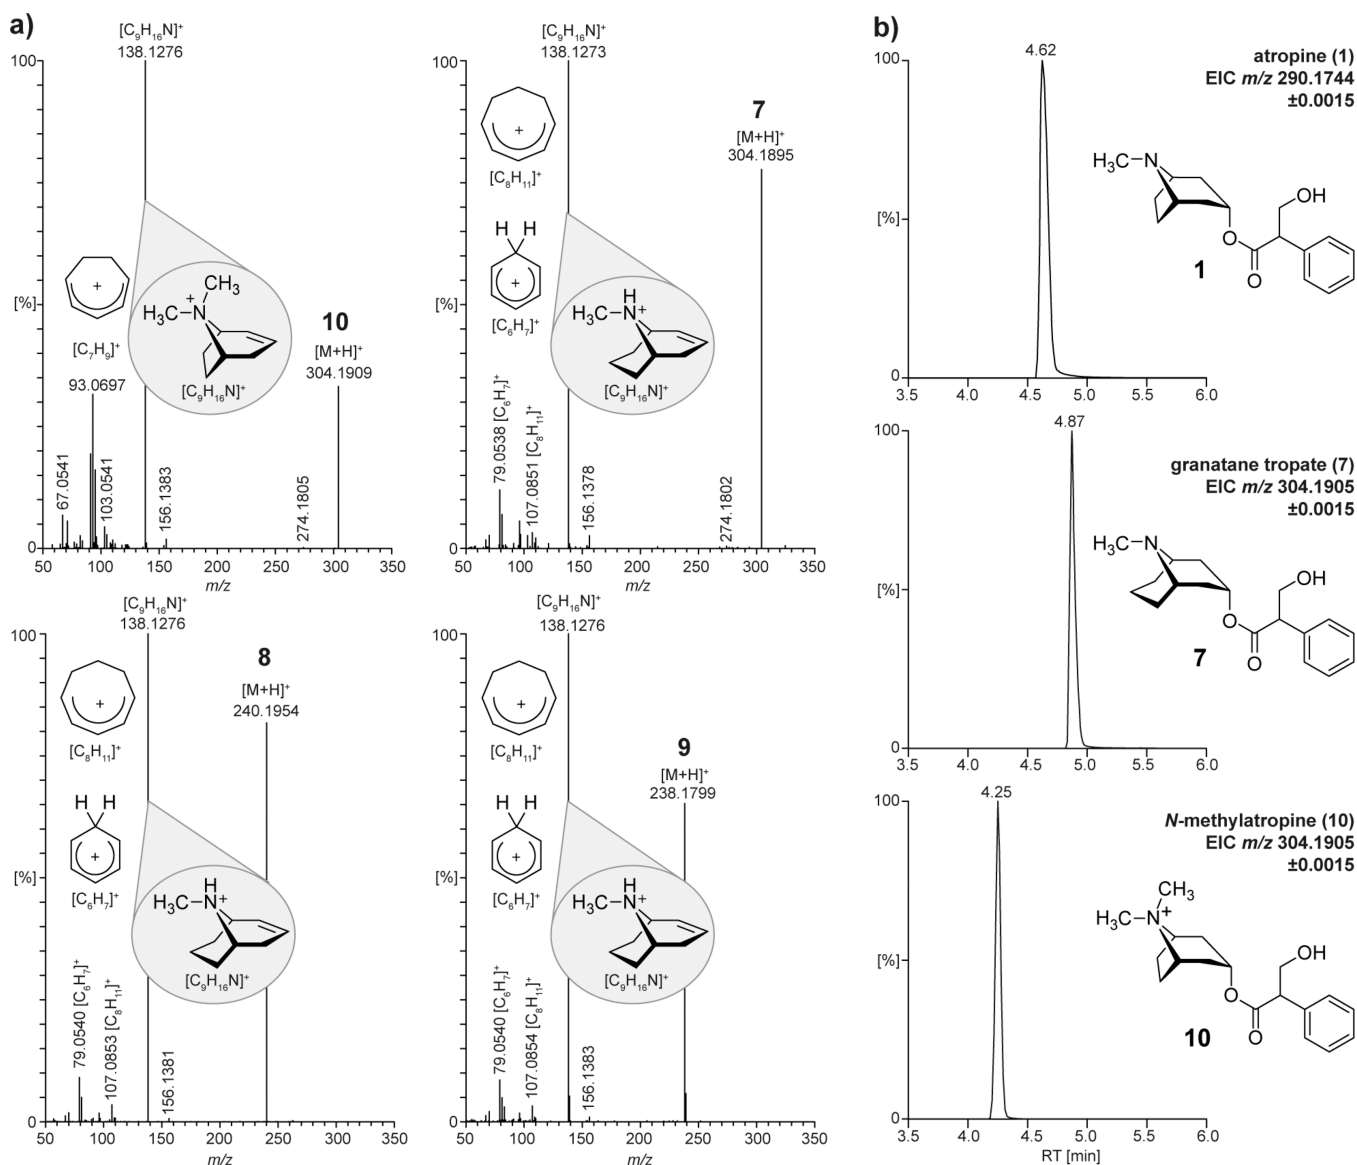 a)
[C9H16N]+
138.1276
100
[%]
0
[C7H9]+
93.0697
67.0541
103.0541
156.1383
274.1805
CH3
H3C N+
[C9H16N]+
10
[M+H]+
304.1909
50 100 150 200 250 300 350
m/z
[C9H16N]+
138.1273
100
[%]
0
+
[C8H11]+
H H
+
[C6H7]+
79.0538 [C6H7]+
107.0851 [C8H11]+
156.1378
274.1802
H
H3C N+
[C9H16N]+
7
[M+H]+
304.1895
50 100 150 200 250 300 350
m/z
[C9H16N]+
138.1276
100
[%]
0
+
[C8H11]+
H H
+
[C6H7]+
79.0540 [C6H7]+
107.0853 [C8H11]+
156.1381
H
H3C N+
[C9H16N]+
8
[M+H]+
240.1954
50 100 150 200 250 300 350
m/z
[C9H16N]+
138.1276
100
[%]
0
+
[C8H11]+
H H
+
[C6H7]+
79.0540 [C6H7]+
107.0854 [C8H11]+
156.1383
H
H3C N+
[C9H16N]+
9
[M+H]+
238.1799
50 100 150 200 250 300 350
m/z
b)
4.62
100
[%]
0
atropine (1)
EIC m/z 290.1744
±0.0015
H3C N
OH
O
O
1
3.5 4.0 4.5 5.0 5.5 6.0
4.87
100
[%]
0
granatane tropate (7)
EIC m/z 304.1905
±0.0015
H3C N
OH
O
O
7
3.5 4.0 4.5 5.0 5.5 6.0
4.25
100
[%]
0
N-methylatropine (10)
EIC m/z 304.1905
±0.0015
CH3
H3C N+
OH
O
O
10
3.5 4.0 4.5 5.0 5.5 6.0
RT [min]